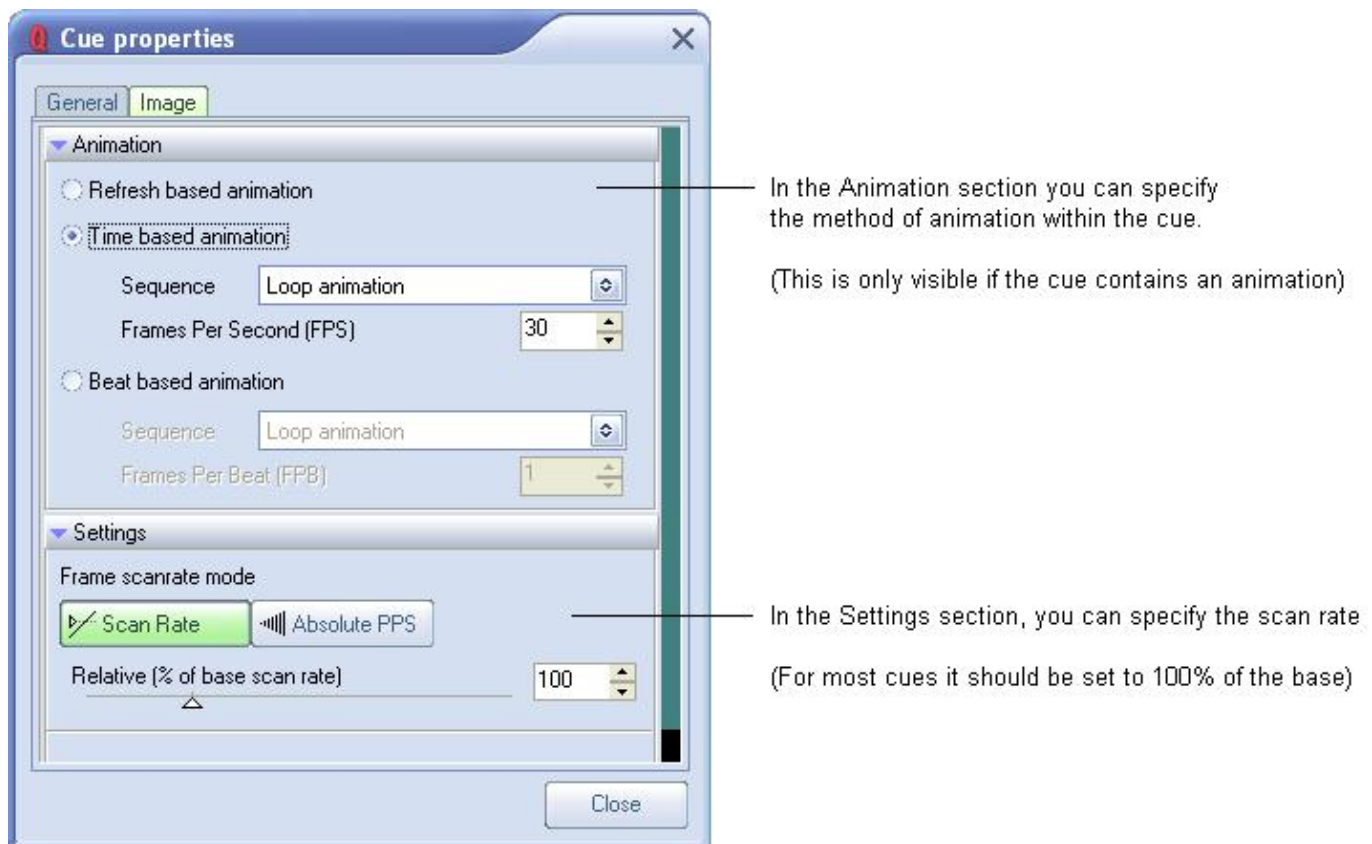 Cue properties
General Image
Animation
Refresh based animation
Time based animation
Sequence Loop animation
Frames Per Second (FPS) 30
Beat based animation
Sequence Loop animation
Frames Per Beat (FPB) 1
Settings
Frame scanrate mode
Scan Rate Absolute PPS
Relative (% of base scan rate) 100
Close
In the Animation section you can specify
the method of animation within the cue.
(This is only visible if the cue contains an animation)
In the Settings section, you can specify the scan rate
(For most cues it should be set to 100% of the base)